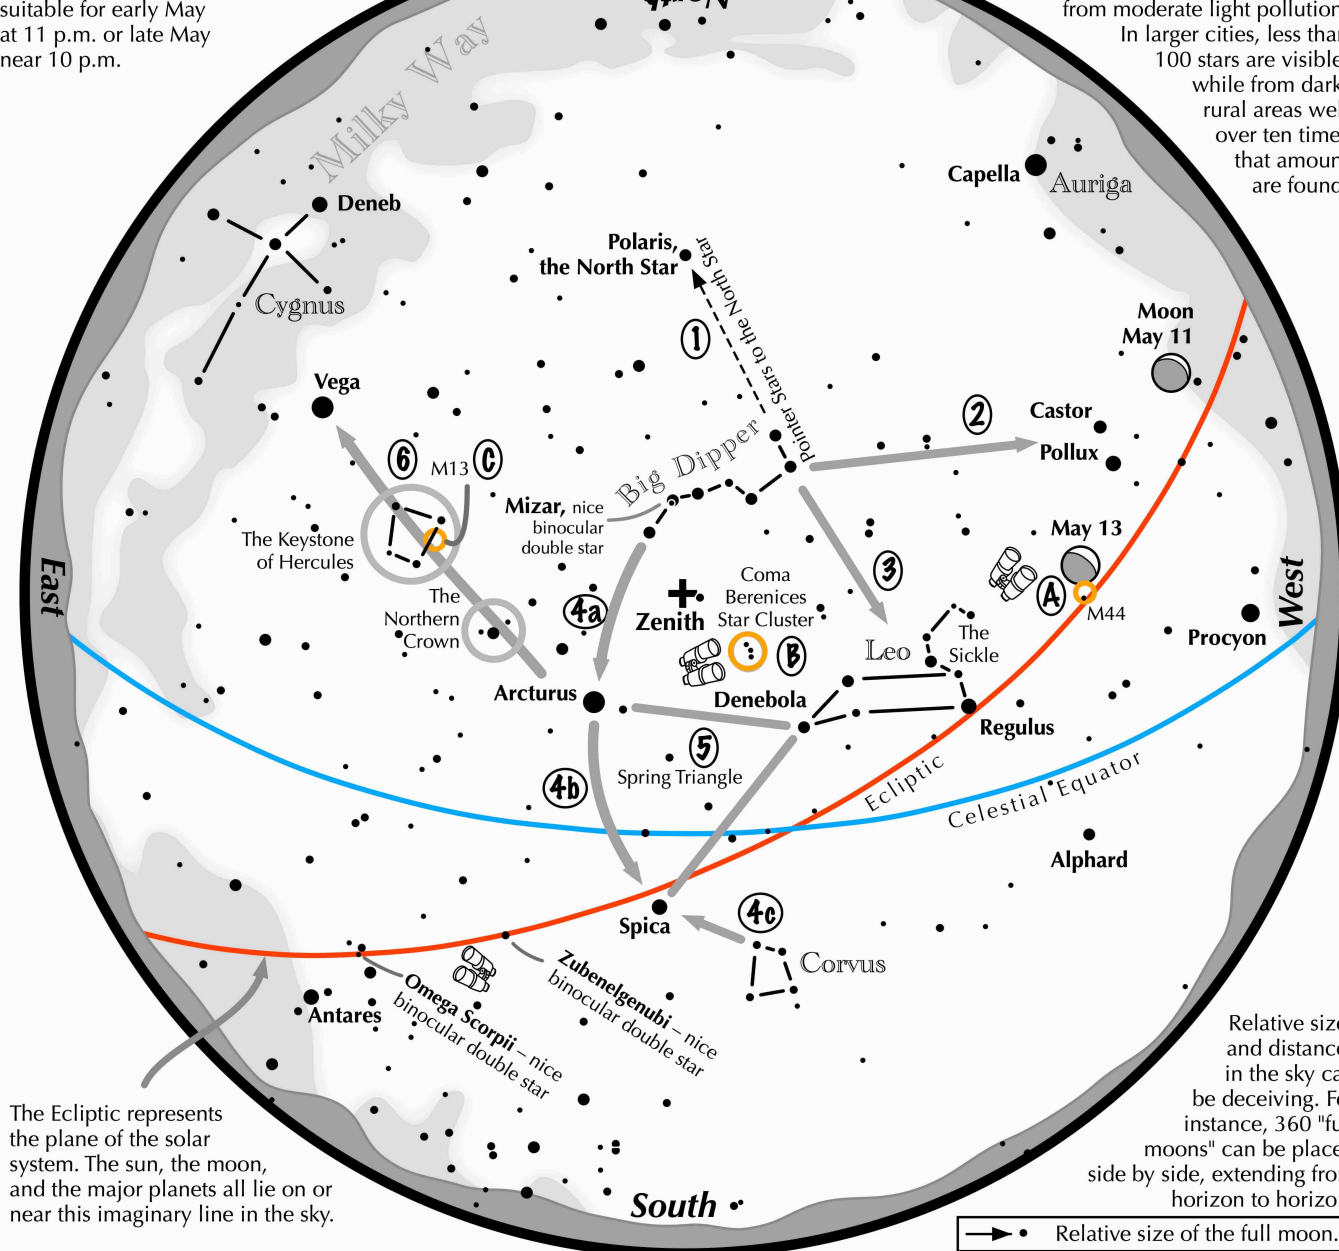 suitable for early May
at 11 p.m. or late May
near 10 p.m.
North
from moderate light pollution
In larger cities, less than
100 stars are visible
while from dark
rural areas
over ten time
that amoun
are found
Milky Way
Capella
Auriga
Deneb
Polaris,
the North Star
Pointer Stars to the North Star
Cygnus
1
Moon
May 11
Vega
2
Castor
Pollux
Big Dipper
6
M13
C
Mizar, nice
binocular
double star
The Keystone
of Hercules
May 13
East
3
A
M44
West
Coma
Berenices
Star Cluster
The
Northern
Crown
4a
Zenith
B
Leo
The
Sickle
Procyon
Arcturus
Denebola
Regulus
5
Spring Triangle
4b
Ecliptic
Celestial Equator
Alphard
Spica
4c
Corvus
Antares
Omega Scorpii – nice
binocular double star
Zubenelgenubi – nice
binocular double star
The Ecliptic represents
the plane of the solar
system. The sun, the moon,
and the major planets all lie on or
near this imaginary line in the sky.
Relative size
and distance
in the sky ca
be deceiving. Fo
instance, 360 "fu
moons" can be place
side by side, extending fro
horizon to horizo
South
Relative size of the full moon.